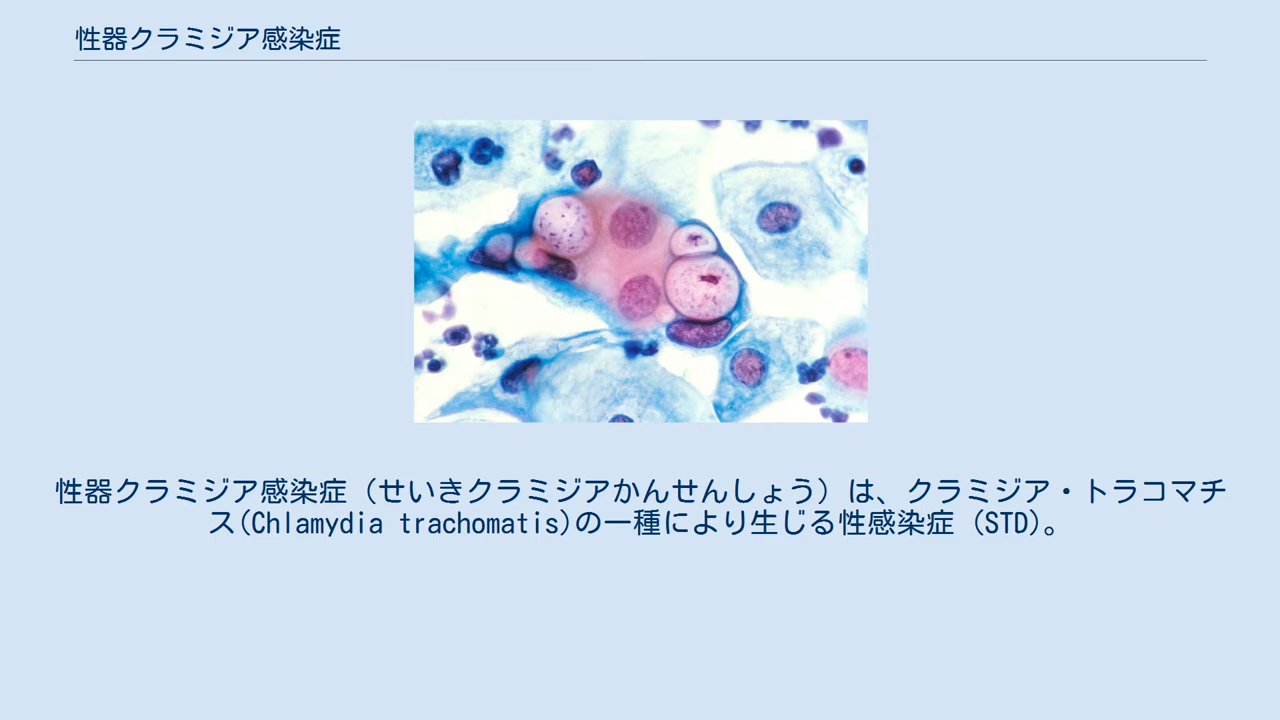 性器クラミジア感染症
性器クラミジア感染症（せいきクラミジアかんせんしょう）は、クラミジア・トラコマチ
ス(Chlamydia trachomatis)の一種により生じる性感染症（STD)。